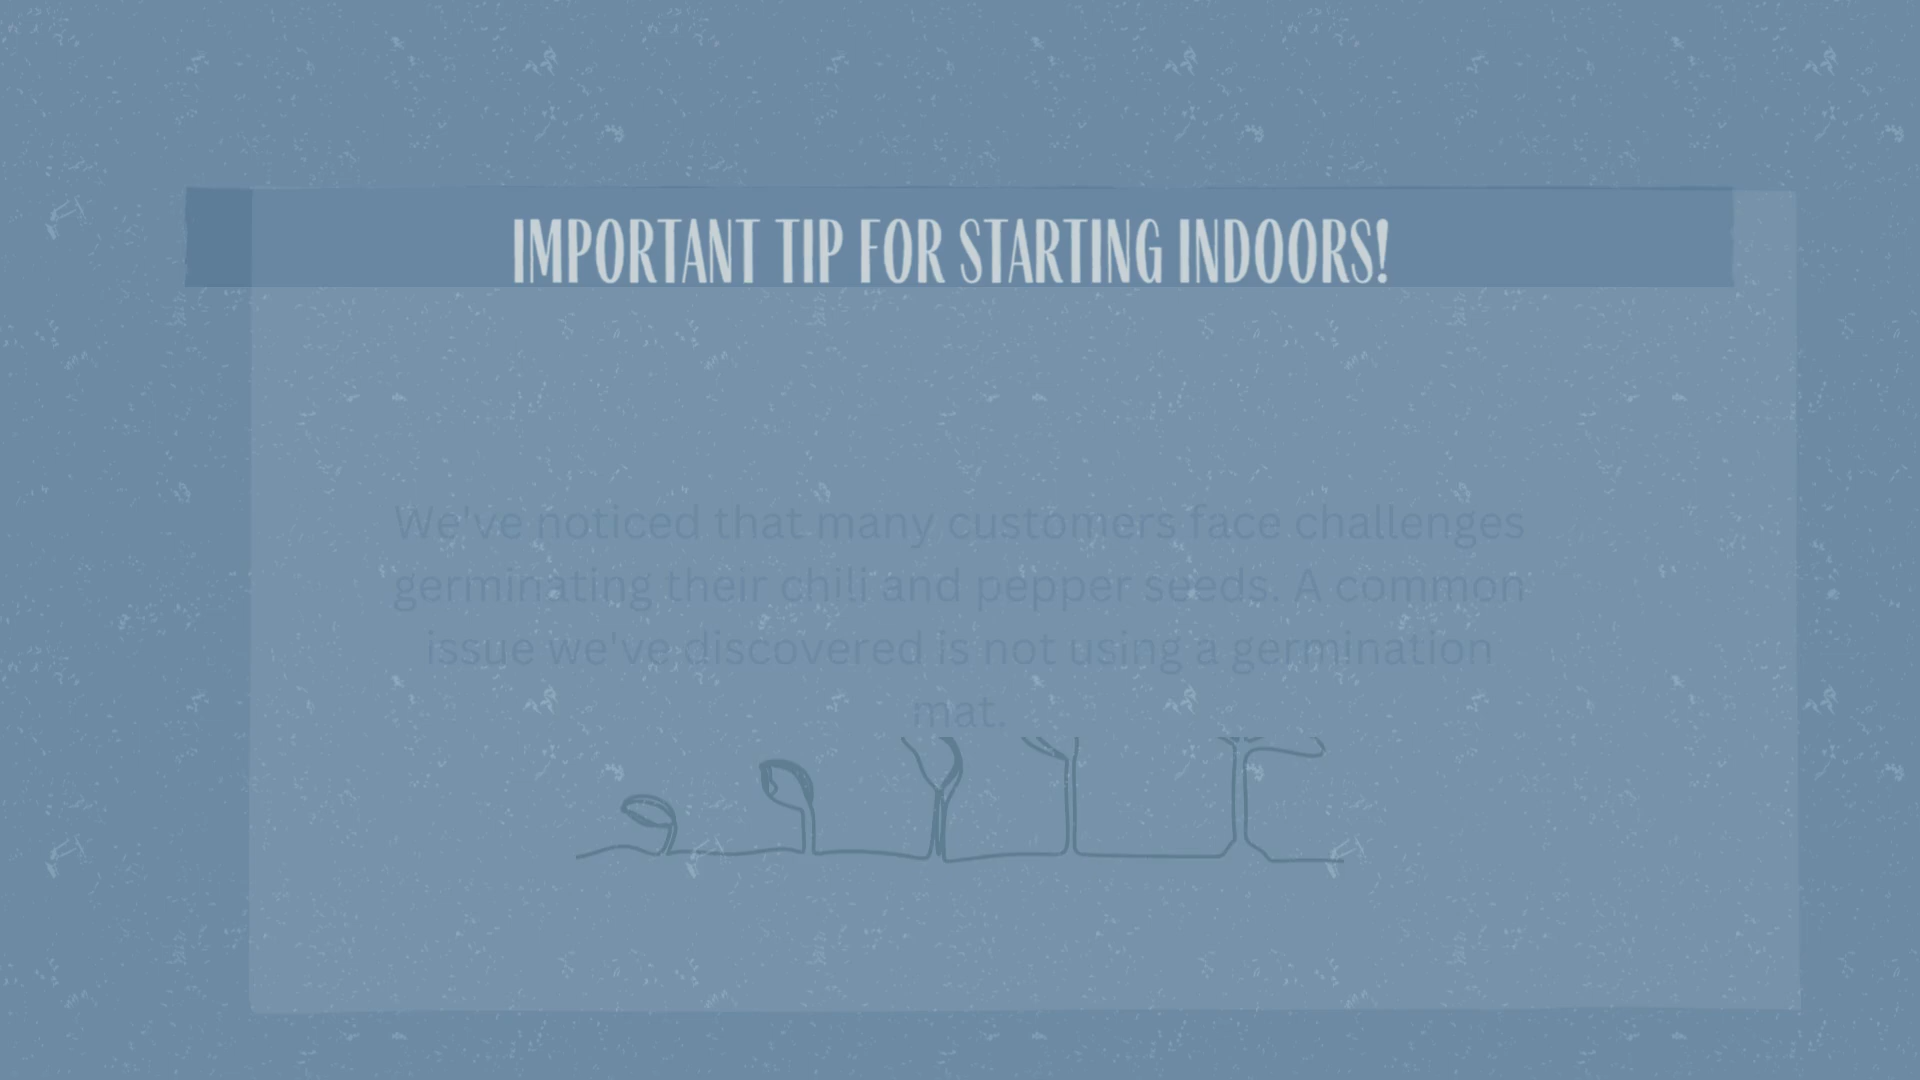 IMPORTANT TIP FOR STARTING INDOORS!
We've noticed that many customers face challenges
germinating their chili and pepper seeds. A common
issue we've discovered is not using a germination
mat.